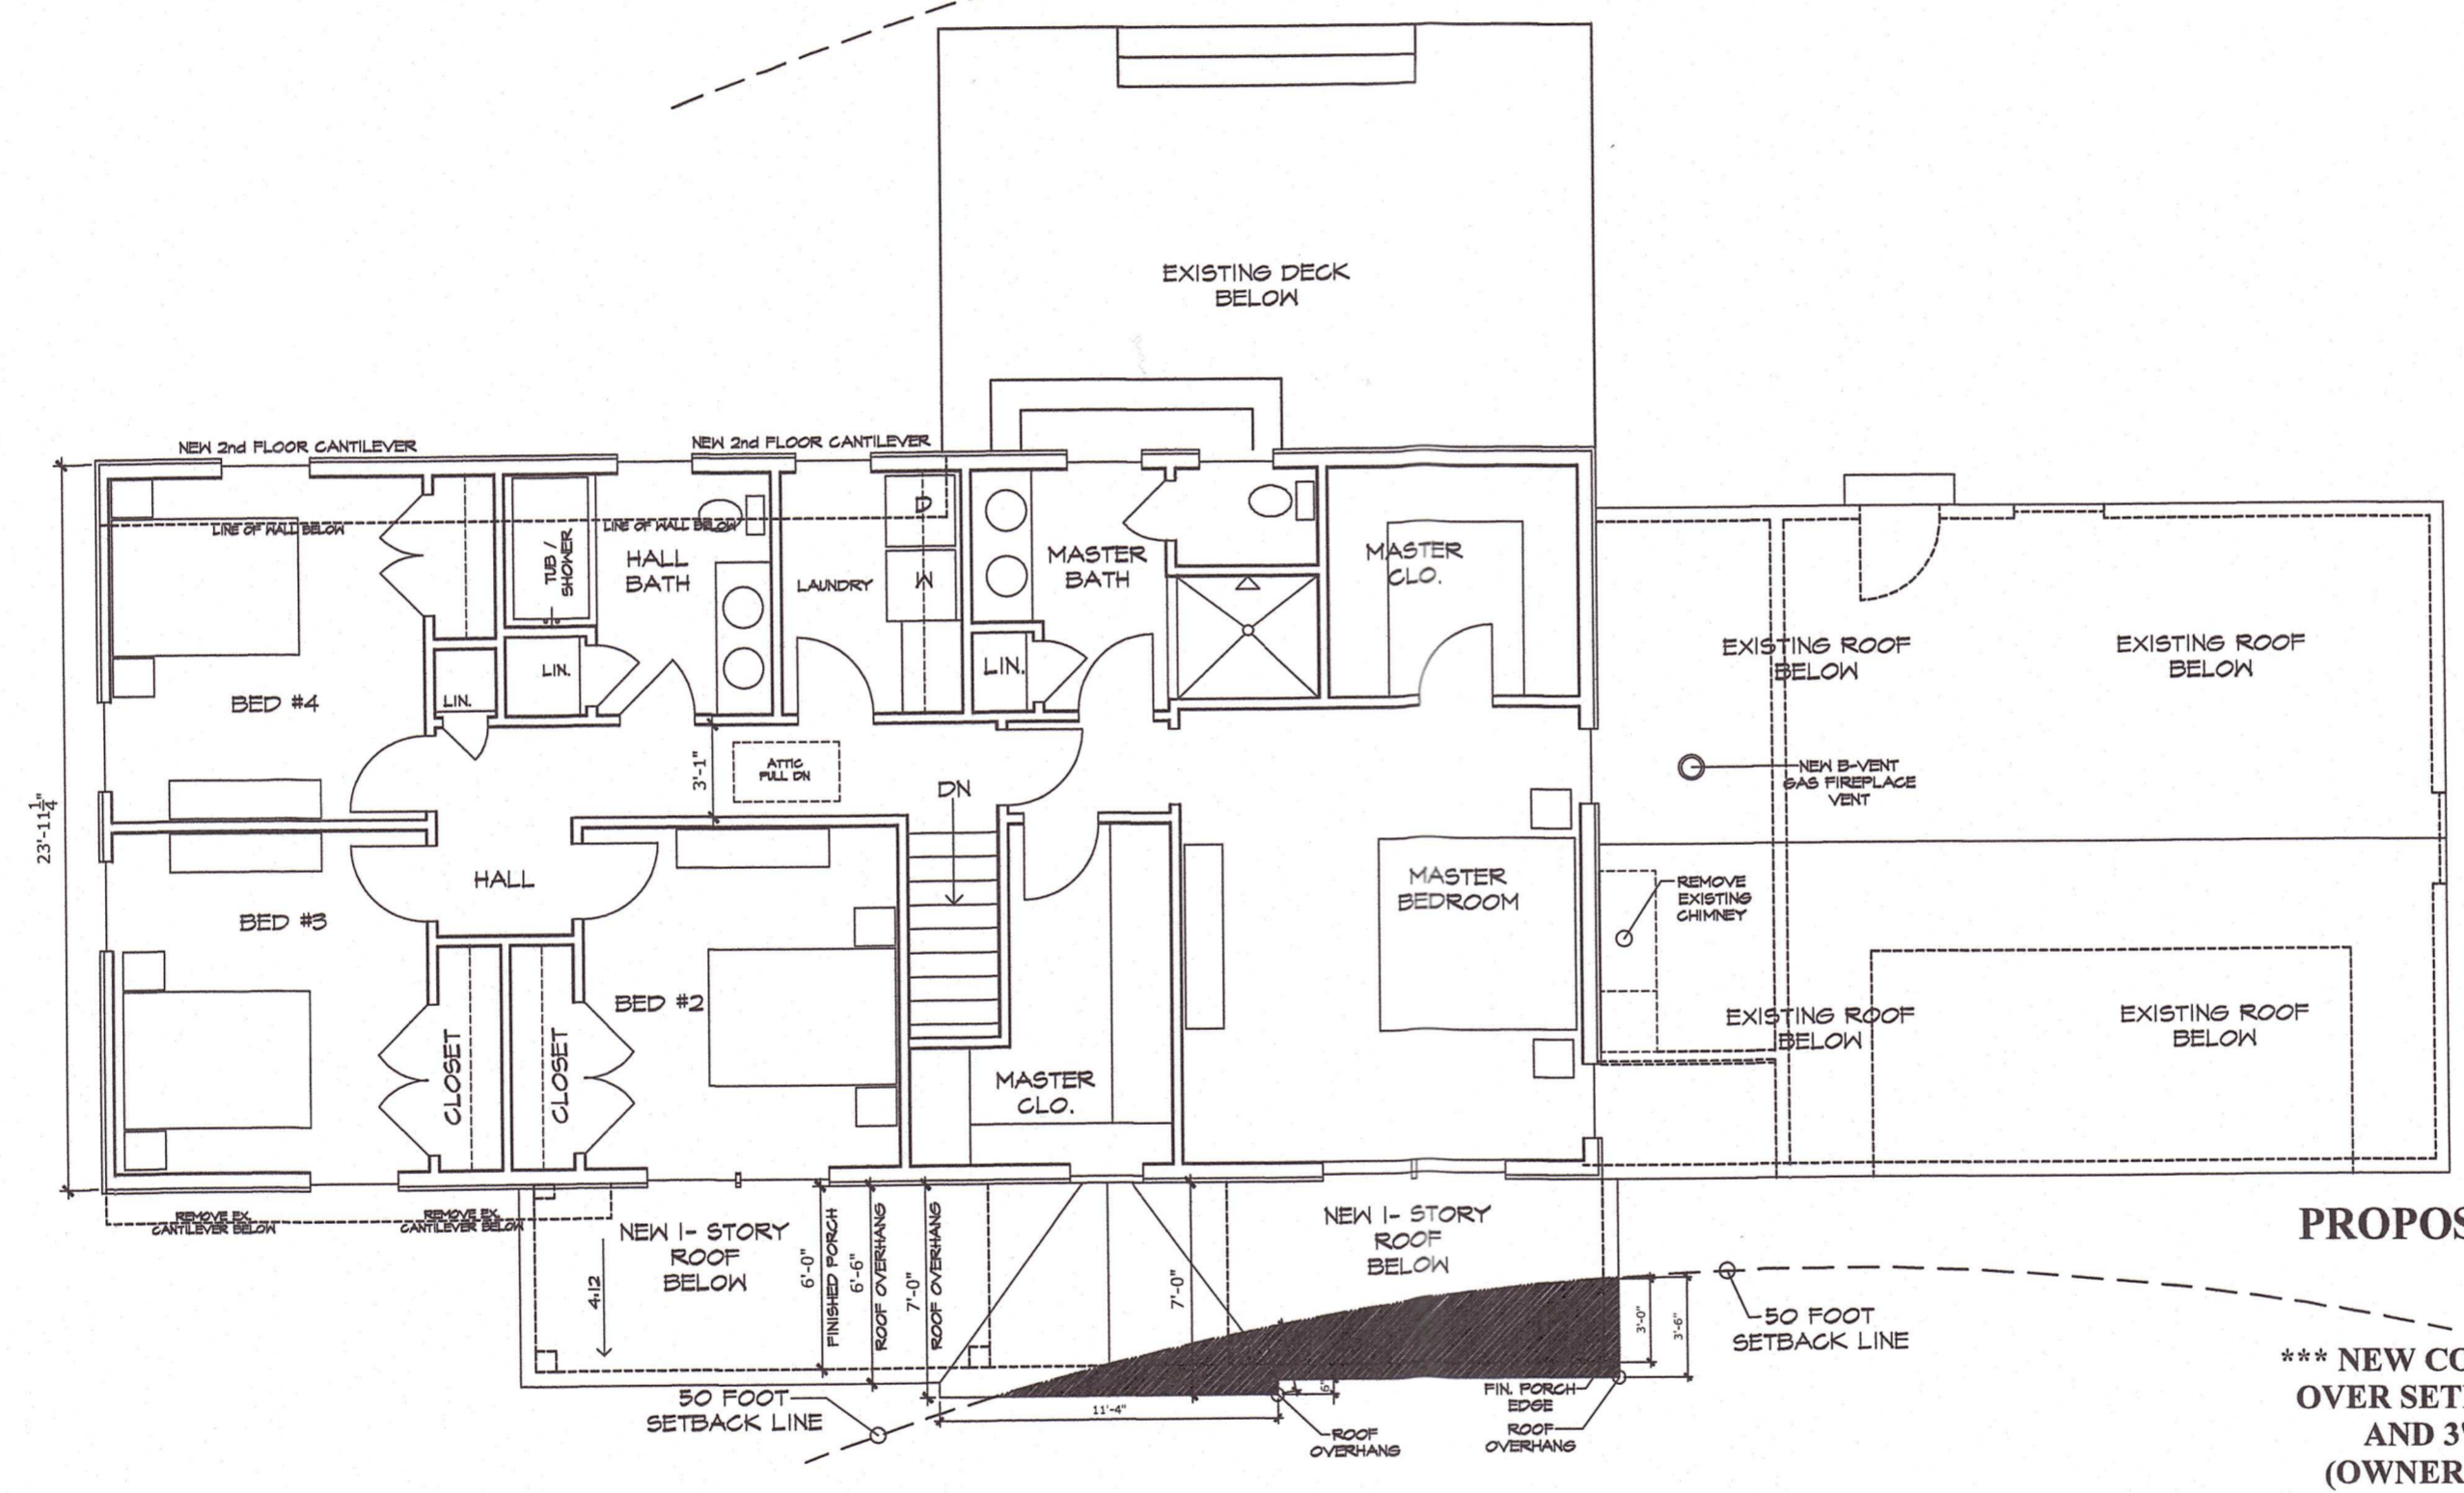 EXISTING DECK
BELOW
NEW 2nd FLOOR CANTILEVER
NEW 2nd FLOOR CANTILEVER
LINE OF WALL BELOW
LINE OF WALL BELOW
TUB /
SHOWER
HALL
BATH
LAUNDRY
D
W
MASTER
BATH
MASTER
CLO.
LIN.
LIN.
LIN.
BED #4
EXISTING ROOF
BELOW
EXISTING ROOF
BELOW
3'-1"
ATTIC
PULL DN
DN
NEW B-VENT
GAS FIREPLACE
VENT
23'-11 1/4"
HALL
BED #3
BED #2
MASTER
BEDROOM
REMOVE
EXISTING
CHIMNEY
CLOSET
CLOSET
MASTER
CLO.
EXISTING ROOF
BELOW
EXISTING ROOF
BELOW
REMOVE EX.
CANTILEVER BELOW
REMOVE EX.
CANTILEVER BELOW
NEW 1- STORY
ROOF
BELOW
4:12
6'-0"
FINISHED PORCH
6'-6"
ROOF OVERHANG
7'-0"
ROOF OVERHANG
7'-0"
NEW 1- STORY
ROOF
BELOW
3'-0"
3'-6"
50 FOOT
SETBACK LINE
50 FOOT
SETBACK LINE
11'-4"
6"
ROOF
OVERHANG
FIN. PORCH
EDGE
ROOF
OVERHANG
PROPOS
*** NEW CO
OVER SET
AND 3'
(OWNER